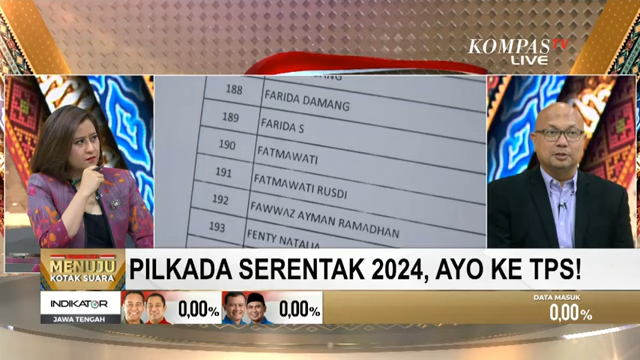 KOMPAS TV
LIVE
188 FARIDA DAMANG
189 FARIDA S
190 FATMAWATI
191 FATMAWATI RUSDI
192 FAWWAZ AYMAN RAMADHAN
193 FENTY NATALIA
MENUJU
KOTAK SUARA
PILKADA SERENTAK 2024, AYO KE TPS!
INDIKATOR
JAWA TENGAH
0,00%
0,00%
DATA MASUK
0,00%